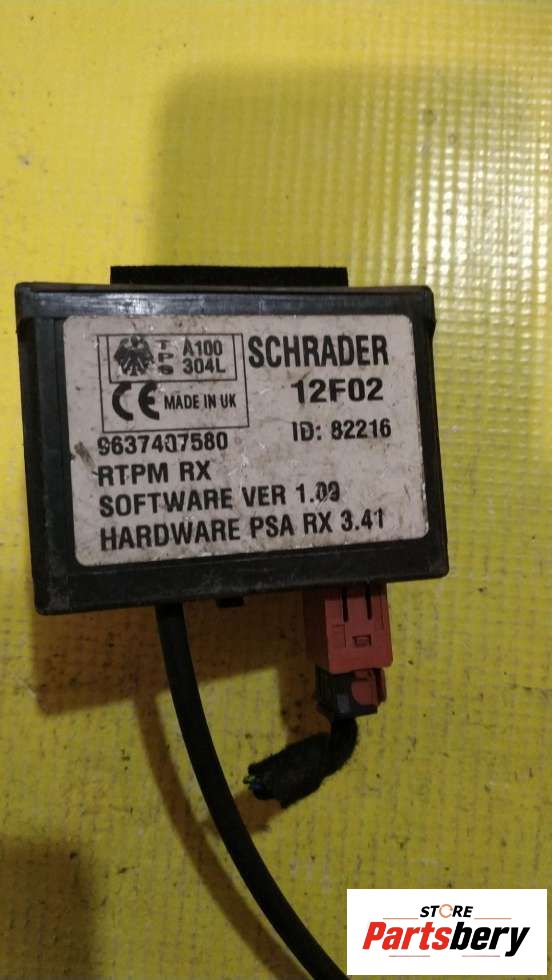 TPS A100 304L
SCHRADER
CE MADE IN UK
12F02
9637407580
ID: 82216
RTPM RX
SOFTWARE VER 1.09
HARDWARE PSA RX 3.41
STORE
Partsbery